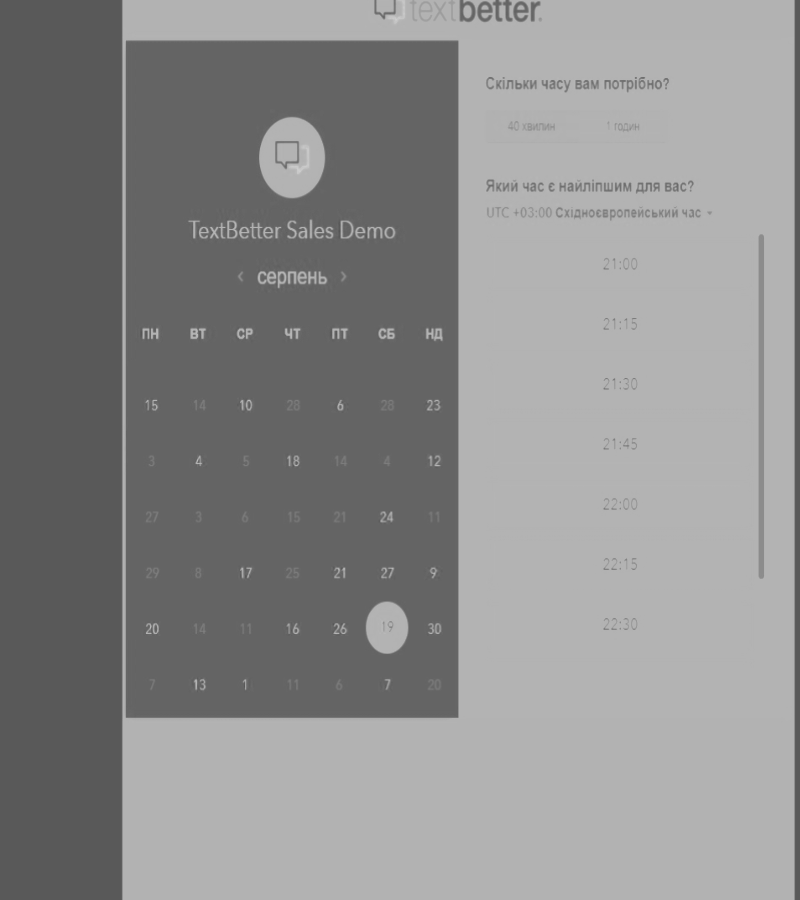 textbetter.
TextBetter Sales Demo
‹ серпень ›
ПН ВТ СР ЧТ ПТ СБ НД
15 14 10 28 6 28 23
3 4 5 18 14 4 12
27 3 6 15 21 24 11
29 8 17 25 21 27 9
20 14 11 16 26 19 30
7 13 1 11 6 7 20
Скільки часу вам потрібно?
40 хвилин 1 годин
Який час є найліпшим для вас?
UTC +03:00 Східноєвропейський час
21:00
21:15
21:30
21:45
22:00
22:15
22:30